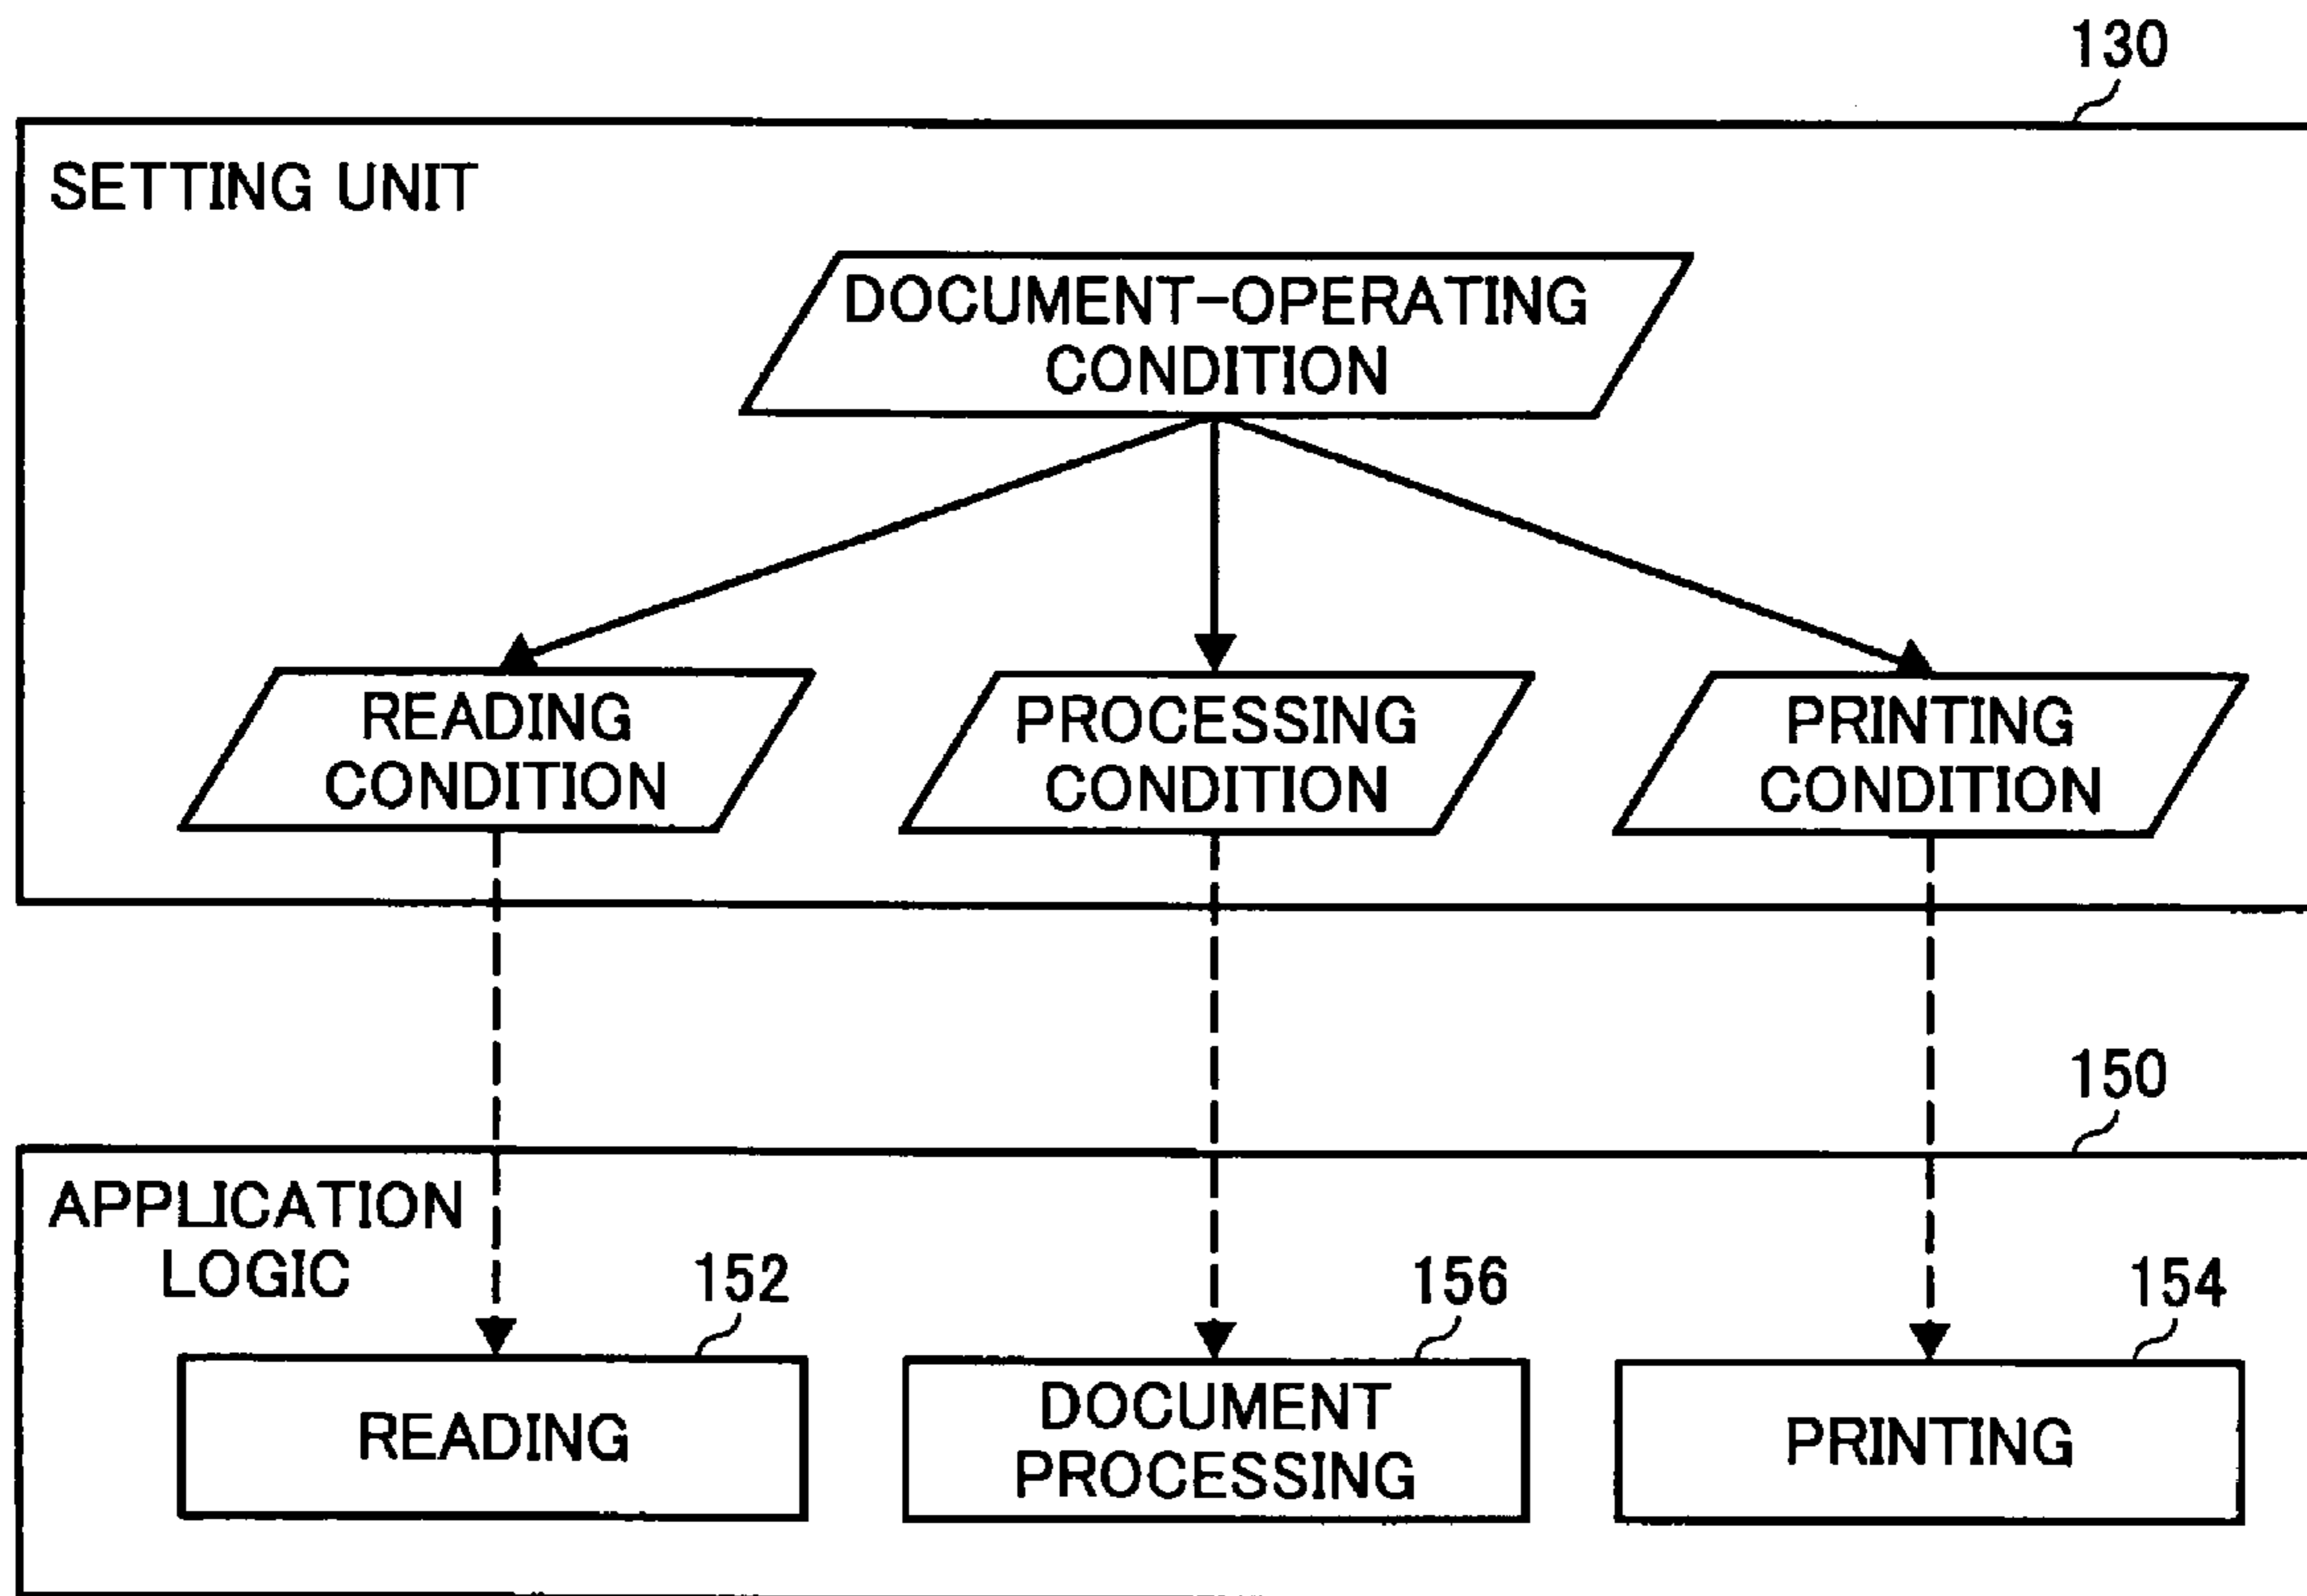 130
SETTING UNIT
DOCUMENT-OPERATING
CONDITION
READING
CONDITION
PROCESSING
CONDITION
PRINTING
CONDITION
150
APPLICATION
LOGIC
152
156
154
READING
DOCUMENT
PROCESSING
PRINTING